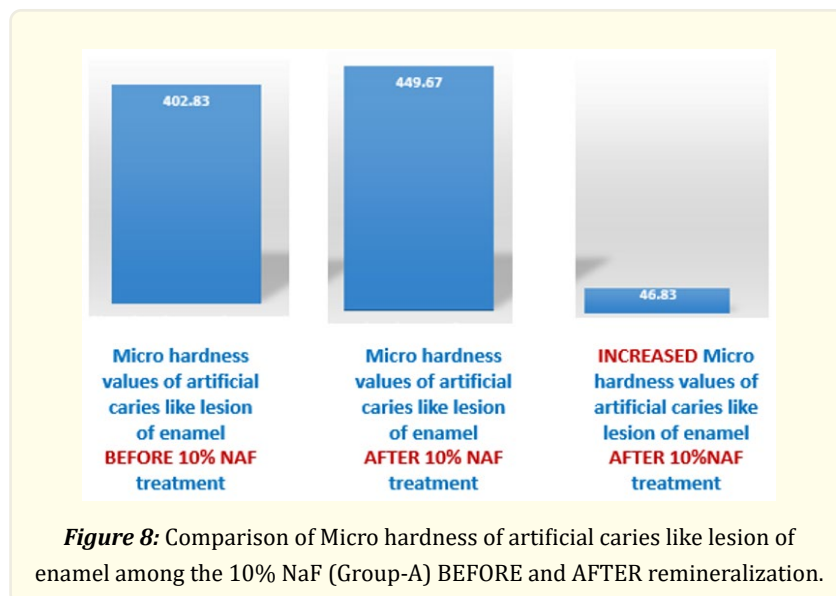 402.83
449.67
46.83
Micro hardness
values of artificial
caries like lesion
of enamel
BEFORE 10% NAF
treatment
Micro hardness
values of artificial
caries like lesion
of enamel
AFTER 10% NAF
treatment
INCREASED Micro
hardness values of
artificial caries like
lesion of enamel
AFTER 10%NAF
treatment
Figure 8: Comparison of Micro hardness of artificial caries like lesion of
enamel among the 10% NaF (Group-A) BEFORE and AFTER remineralization.